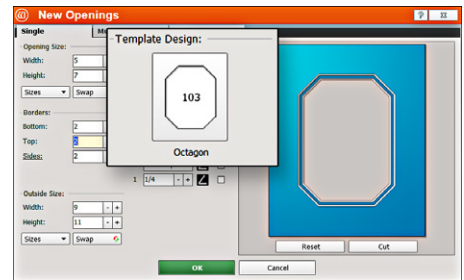 New Openings
? X
Single M
Template Design:
103
Octagon
Opening Size:
Width: 5
Height: 7
Sizes Swap
Borders:
Bottom: 2
Top: 2
Sides: 2
1 1/4 - +
Outside Size:
Width: 9 - +
Height: 11 - +
Sizes Swap
Reset Cut
OK Cancel